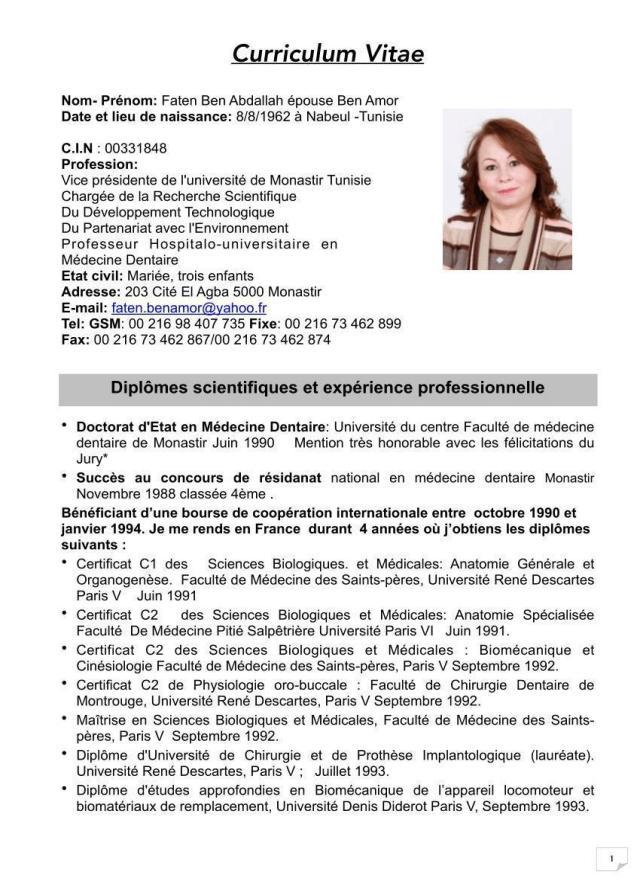 Curriculum Vitae
Nom- Prénom: Faten Ben Abdallah épouse Ben Amor
Date et lieu de naissance: 8/8/1962 à Nabeul -Tunisie
C.I.N : 00331848
Profession:
Vice présidente de l'université de Monastir Tunisie
Chargée de la Recherche Scientifique
Du Développement Technologique
Du Partenariat avec l'Environnement
Professeur Hospitalo-universitaire en
Médecine Dentaire
Etat civil: Mariée, trois enfants
Adresse: 203 Cité El Agba 5000 Monastir
E-mail: faten.benamor@yahoo.fr
Tel: GSM: 00 216 98 407 735 Fixe: 00 216 73 462 899
Fax: 00 216 73 462 867/00 216 73 462 874
Diplômes scientifiques et expérience professionnelle
• Doctorat d'Etat en Médecine Dentaire: Université du centre Faculté de médecine
dentaire de Monastir Juin 1990 Mention très honorable avec les félicitations du
Jury*
• Succès au concours de résidanat national en médecine dentaire Monastir
Novembre 1988 classée 4ème .
Bénéficiant d'une bourse de coopération internationale entre octobre 1990 et
janvier 1994. Je me rends en France durant 4 années où j'obtiens les diplômes
suivants :
• Certificat C1 des Sciences Biologiques. et Médicales: Anatomie Générale et
Organogenèse. Faculté de Médecine des Saints-pères, Université René Descartes
Paris V Juin 1991
• Certificat C2 des Sciences Biologiques et Médicales: Anatomie Spécialisée
Faculté De Médecine Pitié Salpêtrière Université Paris VI Juin 1991.
• Certificat C2 des Sciences Biologiques et Médicales : Biomécanique et
Cinésiologie Faculté de Médecine des Saints-pères, Paris V Septembre 1992.
• Certificat C2 de Physiologie oro-buccale : Faculté de Chirurgie Dentaire de
Montrouge, Université René Descartes, Paris V Septembre 1992.
• Maîtrise en Sciences Biologiques et Médicales, Faculté de Médecine des Saints-
pères, Paris V Septembre 1992.
• Diplôme d'Université de Chirurgie et de Prothèse Implantologique (lauréate).
Université René Descartes, Paris V ; Juillet 1993.
• Diplôme d'études approfondies en Biomécanique de l'appareil locomoteur et
biomatériaux de remplacement, Université Denis Diderot Paris V, Septembre 1993.
1